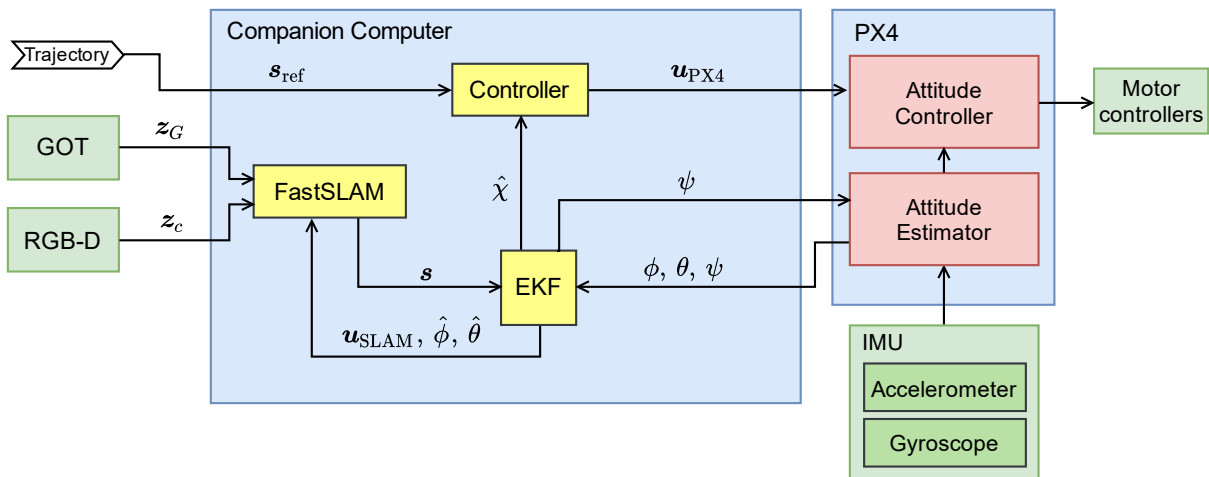 Companion Computer
PX4
Trajectory
s_ref
Controller
u_PX4
Attitude
Controller
Motor
controllers
GOT
z_G
FastSLAM
χ̂
ψ
Attitude
Estimator
RGB-D
z_c
s
EKF
ϕ, θ, ψ
u_SLAM, ϕ̂, θ̂
IMU
Accelerometer
Gyroscope